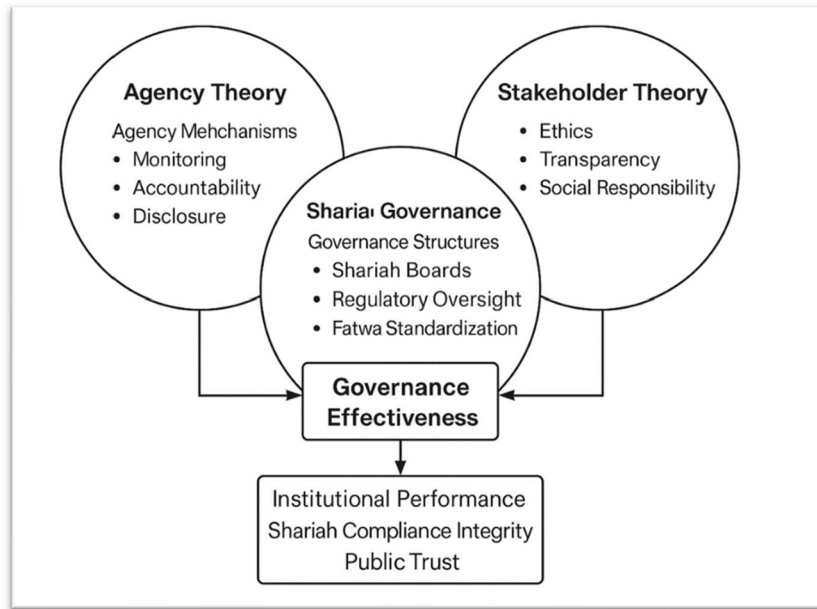 Agency Theory
Agency Mehchanisms
• Monitoring
• Accountability
• Disclosure
Stakeholder Theory
• Ethics
• Transparency
• Social Responsibility
Shariaı Governance
Governance Structures
• Shariah Boards
• Regulatory Oversight
• Fatwa Standardization
Governance
Effectiveness
Institutional Performance
Shariah Compliance Integrity
Public Trust